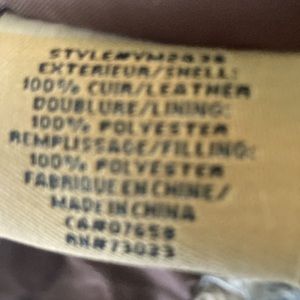 STYLE#YM2838
EXTERIEUR/SHELL:
100% CUIR/LEATHER
DOUBLURE/LINING:
100% POLYESTER
REMPLISSAGE/FILLING:
100% POLYESTER
FABRIQUE EN CHINE/
MADE IN CHINA
CA#07658
RN#73023